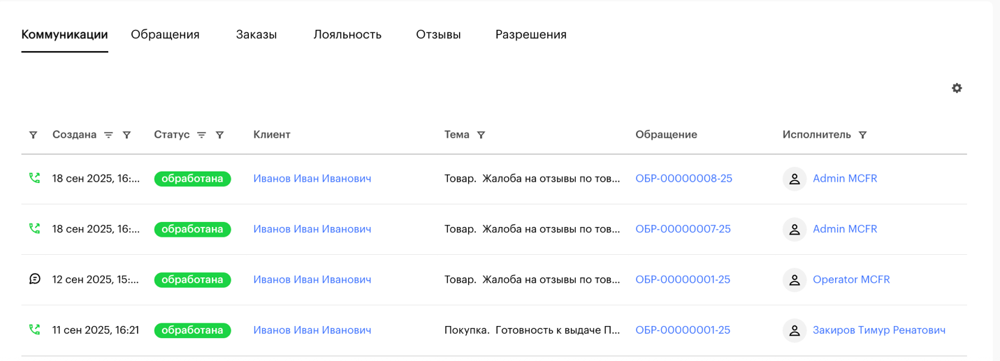 Коммуникации Обращения Заказы Лояльность Отзывы Разрешения
Создана Статус Клиент Тема Обращение Исполнитель
18 сен 2025, 16:... обработана Иванов Иван Иванович Товар. Жалоба на отзывы по тов... ОБР-00000008-25 Admin MCFR
18 сен 2025, 16:... обработана Иванов Иван Иванович Товар. Жалоба на отзывы по тов... ОБР-00000007-25 Admin MCFR
12 сен 2025, 15:... обработана Иванов Иван Иванович Товар. Жалоба на отзывы по тов... ОБР-00000001-25 Operator MCFR
11 сен 2025, 16:21 обработана Иванов Иван Иванович Покупка. Готовность к выдаче П... ОБР-00000001-25 Закиров Тимур Ренатович